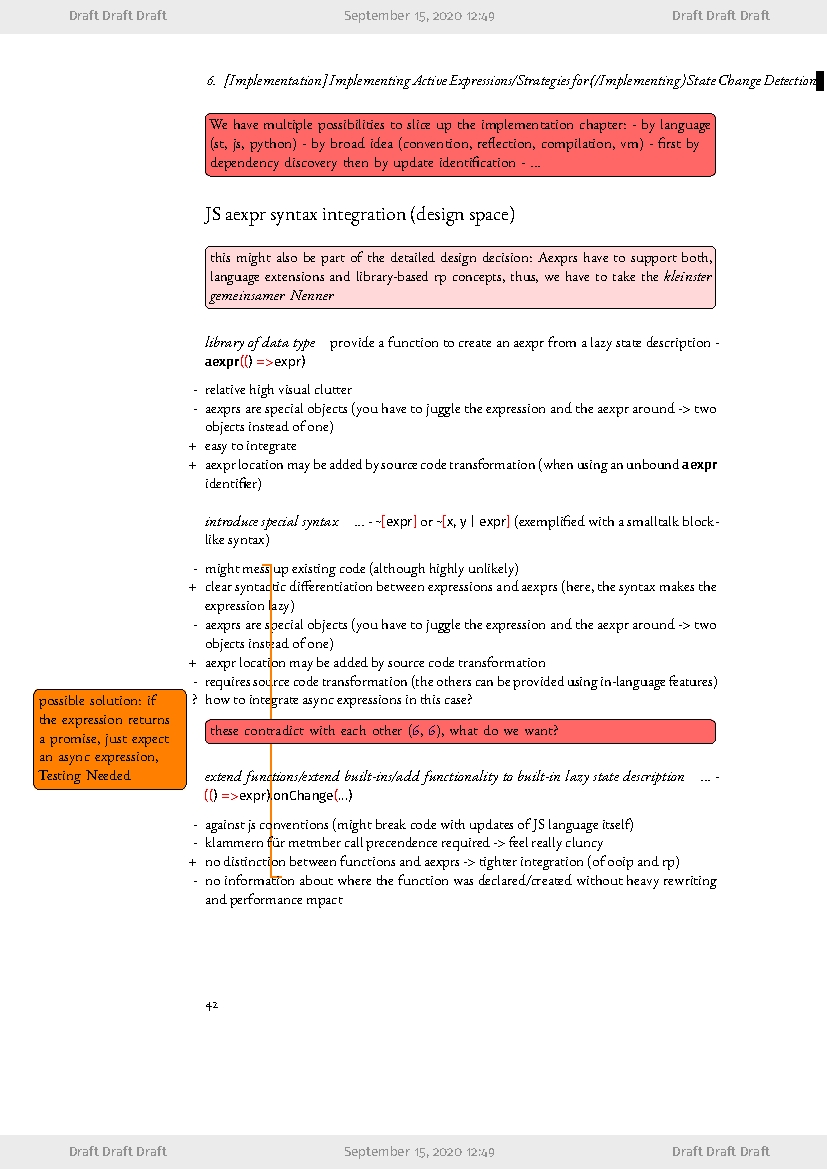 Draft Draft Draft September 15, 2020 12:49 Draft Draft Draft
6. [Implementation] Implementing Active Expressions/Strategies for (/Implementing) State Change Detection
We have multiple possibilities to slice up the implementation chapter: - by language
(st, js, python) - by broad idea (convention, reflection, compilation, vm) - first by
dependency discovery then by update identification - ...
JS aexpr syntax integration (design space)
this might also be part of the detailed design decision: Aexprs have to support both,
language extensions and library-based rp concepts, thus, we have to take the kleinster
gemeinsamer Nenner
library of data type provide a function to create an aexpr from a lazy state description -
aexpr(() =>expr)
- relative high visual clutter
- aexprs are special objects (you have to juggle the expression and the aexpr around -> two
objects instead of one)
+ easy to integrate
+ aexpr location may be added by source code transformation (when using an unbound aexpr
identifier)
introduce special syntax ... - ~[expr] or ~[x, y | expr] (exemplified with a smalltalk block-
like syntax)
- might mess up existing code (although highly unlikely)
+ clear syntactic differentiation between expressions and aexprs (here, the syntax makes the
expression lazy)
- aexprs are special objects (you have to juggle the expression and the aexpr around -> two
objects instead of one)
+ aexpr location may be added by source code transformation
- requires source code transformation (the others can be provided using in-language features)
? how to integrate async expressions in this case?
possible solution: if
the expression returns
a promise, just expect
an async expression,
Testing Needed
these contradict with each other (6, 6), what do we want?
extend functions/extend built-ins/add functionality to built-in lazy state description ... -
(() =>expr).onChange(...)
- against js conventions (might break code with updates of JS language itself)
- klammern für metmber call precendence required -> feel really cluncy
+ no distinction between functions and aexprs -> tighter integration (of ooip and rp)
- no information about where the function was declared/created without heavy rewriting
and performance mpact
42
Draft Draft Draft September 15, 2020 12:49 Draft Draft Draft